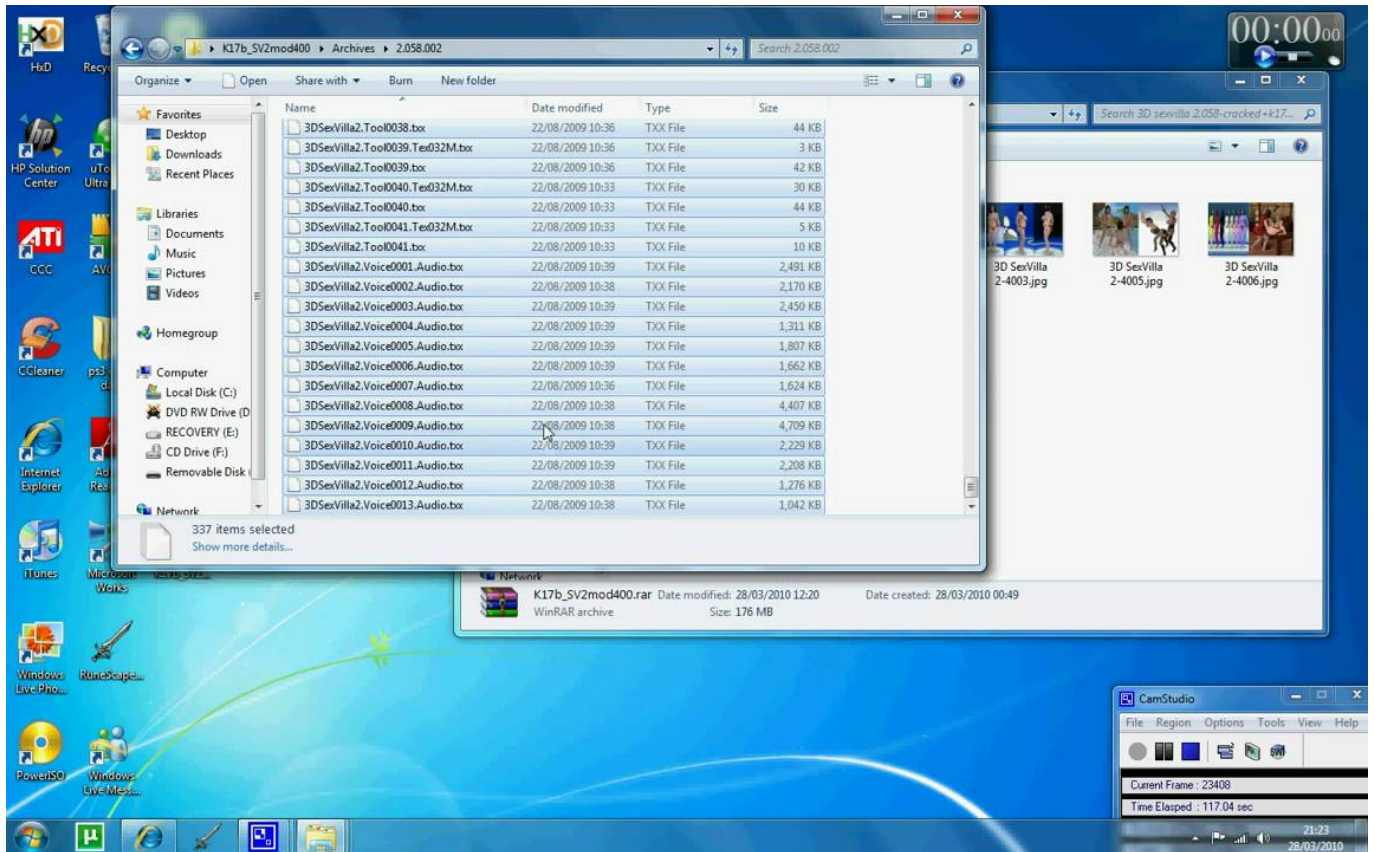 00:00 00
HxD
Recy
HP Solution
Center
uTo
Ultra
CCC
AV
CCleaner
ps3
d
Internet
Explorer
Ad
Rea
iTunes
Microsoft
Works
Windows
Live Pho...
RuneScape...
PowerISO
Windows
Live Mess...
K17b_SV2mod400 ▸ Archives ▸ 2.058.002
Search 2.058.002
Organize Open Share with Burn New folder
Favorites
Desktop
Downloads
Recent Places
Libraries
Documents
Music
Pictures
Videos
Homegroup
Computer
Local Disk (C:)
DVD RW Drive (D
RECOVERY (E:)
CD Drive (F:)
Removable Disk (
Network
Name Date modified Type Size
3DSexVilla2.Tool0038.txx 22/08/2009 10:36 TXX File 44 KB
3DSexVilla2.Tool0039.Tex032M.txx 22/08/2009 10:36 TXX File 3 KB
3DSexVilla2.Tool0039.txx 22/08/2009 10:36 TXX File 42 KB
3DSexVilla2.Tool0040.Tex032M.txx 22/08/2009 10:33 TXX File 30 KB
3DSexVilla2.Tool0040.txx 22/08/2009 10:33 TXX File 44 KB
3DSexVilla2.Tool0041.Tex032M.txx 22/08/2009 10:33 TXX File 5 KB
3DSexVilla2.Tool0041.txx 22/08/2009 10:33 TXX File 10 KB
3DSexVilla2.Voice0001.Audio.txx 22/08/2009 10:39 TXX File 2,491 KB
3DSexVilla2.Voice0002.Audio.txx 22/08/2009 10:38 TXX File 2,170 KB
3DSexVilla2.Voice0003.Audio.txx 22/08/2009 10:39 TXX File 2,450 KB
3DSexVilla2.Voice0004.Audio.txx 22/08/2009 10:39 TXX File 1,311 KB
3DSexVilla2.Voice0005.Audio.txx 22/08/2009 10:39 TXX File 1,807 KB
3DSexVilla2.Voice0006.Audio.txx 22/08/2009 10:39 TXX File 1,662 KB
3DSexVilla2.Voice0007.Audio.txx 22/08/2009 10:36 TXX File 1,624 KB
3DSexVilla2.Voice0008.Audio.txx 22/08/2009 10:38 TXX File 4,407 KB
3DSexVilla2.Voice0009.Audio.txx 22/08/2009 10:38 TXX File 4,709 KB
3DSexVilla2.Voice0010.Audio.txx 22/08/2009 10:39 TXX File 2,229 KB
3DSexVilla2.Voice0011.Audio.txx 22/08/2009 10:39 TXX File 2,208 KB
3DSexVilla2.Voice0012.Audio.txx 22/08/2009 10:38 TXX File 1,276 KB
3DSexVilla2.Voice0013.Audio.txx 22/08/2009 10:38 TXX File 1,042 KB
337 items selected
Show more details...
Search 3D sexvilla 2.058-cracked+k17...
3D SexVilla
2-4003.jpg
3D SexVilla
2-4005.jpg
3D SexVilla
2-4006.jpg
Network
K17b_SV2mod400.rar Date modified: 28/03/2010 12:20 Date created: 28/03/2010 00:49
WinRAR archive Size: 176 MB
CamStudio
File Region Options Tools View Help
Current Frame : 23408
Time Elasped : 117.04 sec
21:23
28/03/2010